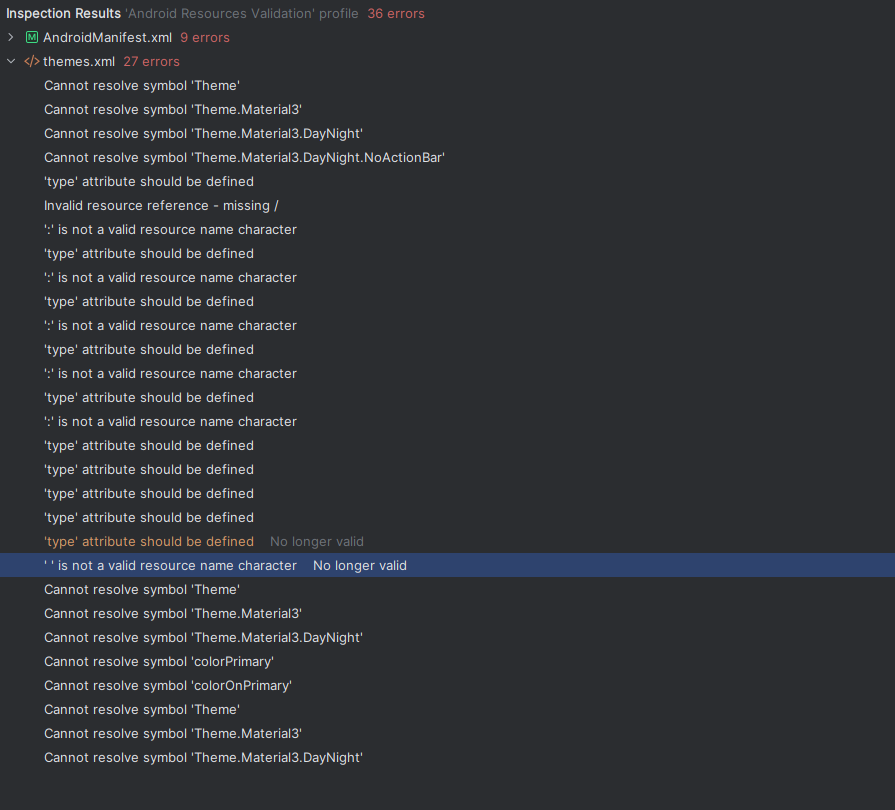 Inspection Results 'Android Resources Validation' profile 36 errors
AndroidManifest.xml 9 errors
themes.xml 27 errors
Cannot resolve symbol 'Theme'
Cannot resolve symbol 'Theme.Material3'
Cannot resolve symbol 'Theme.Material3.DayNight'
Cannot resolve symbol 'Theme.Material3.DayNight.NoActionBar'
'type' attribute should be defined
Invalid resource reference - missing /
':' is not a valid resource name character
'type' attribute should be defined
':' is not a valid resource name character
'type' attribute should be defined
':' is not a valid resource name character
'type' attribute should be defined
':' is not a valid resource name character
'type' attribute should be defined
':' is not a valid resource name character
'type' attribute should be defined
'type' attribute should be defined
'type' attribute should be defined
'type' attribute should be defined
'type' attribute should be defined No longer valid
' ' is not a valid resource name character No longer valid
Cannot resolve symbol 'Theme'
Cannot resolve symbol 'Theme.Material3'
Cannot resolve symbol 'Theme.Material3.DayNight'
Cannot resolve symbol 'colorPrimary'
Cannot resolve symbol 'colorOnPrimary'
Cannot resolve symbol 'Theme'
Cannot resolve symbol 'Theme.Material3'
Cannot resolve symbol 'Theme.Material3.DayNight'